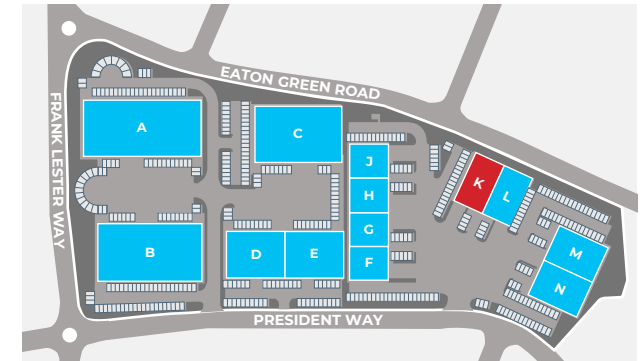 EATON GREEN ROAD
FRANK LESTER WAY
A
C
J
K
L
H
G
B
D
E
F
M
N
PRESIDENT WAY